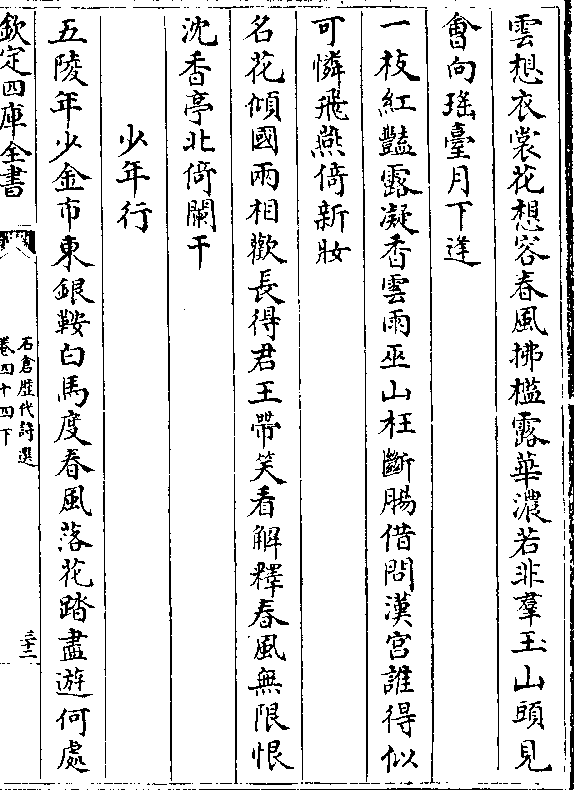 雲想衣裳花想容春風拂檻露華濃若非羣玉山頭見
㑹向瑤臺月下逢
一枝紅豔露凝香雲雨巫山枉斷腸借問漢宫誰得似
可憐飛燕倚新妝
名花傾國兩相歡長得君王帶笑看解釋春風無限恨
沈香亭北倚闌干
少年行
五陵年少金市東銀鞍白馬度春風落花踏盡遊何處
欽定四庫全書
石倉歴代詩選
卷四十四下
三十二